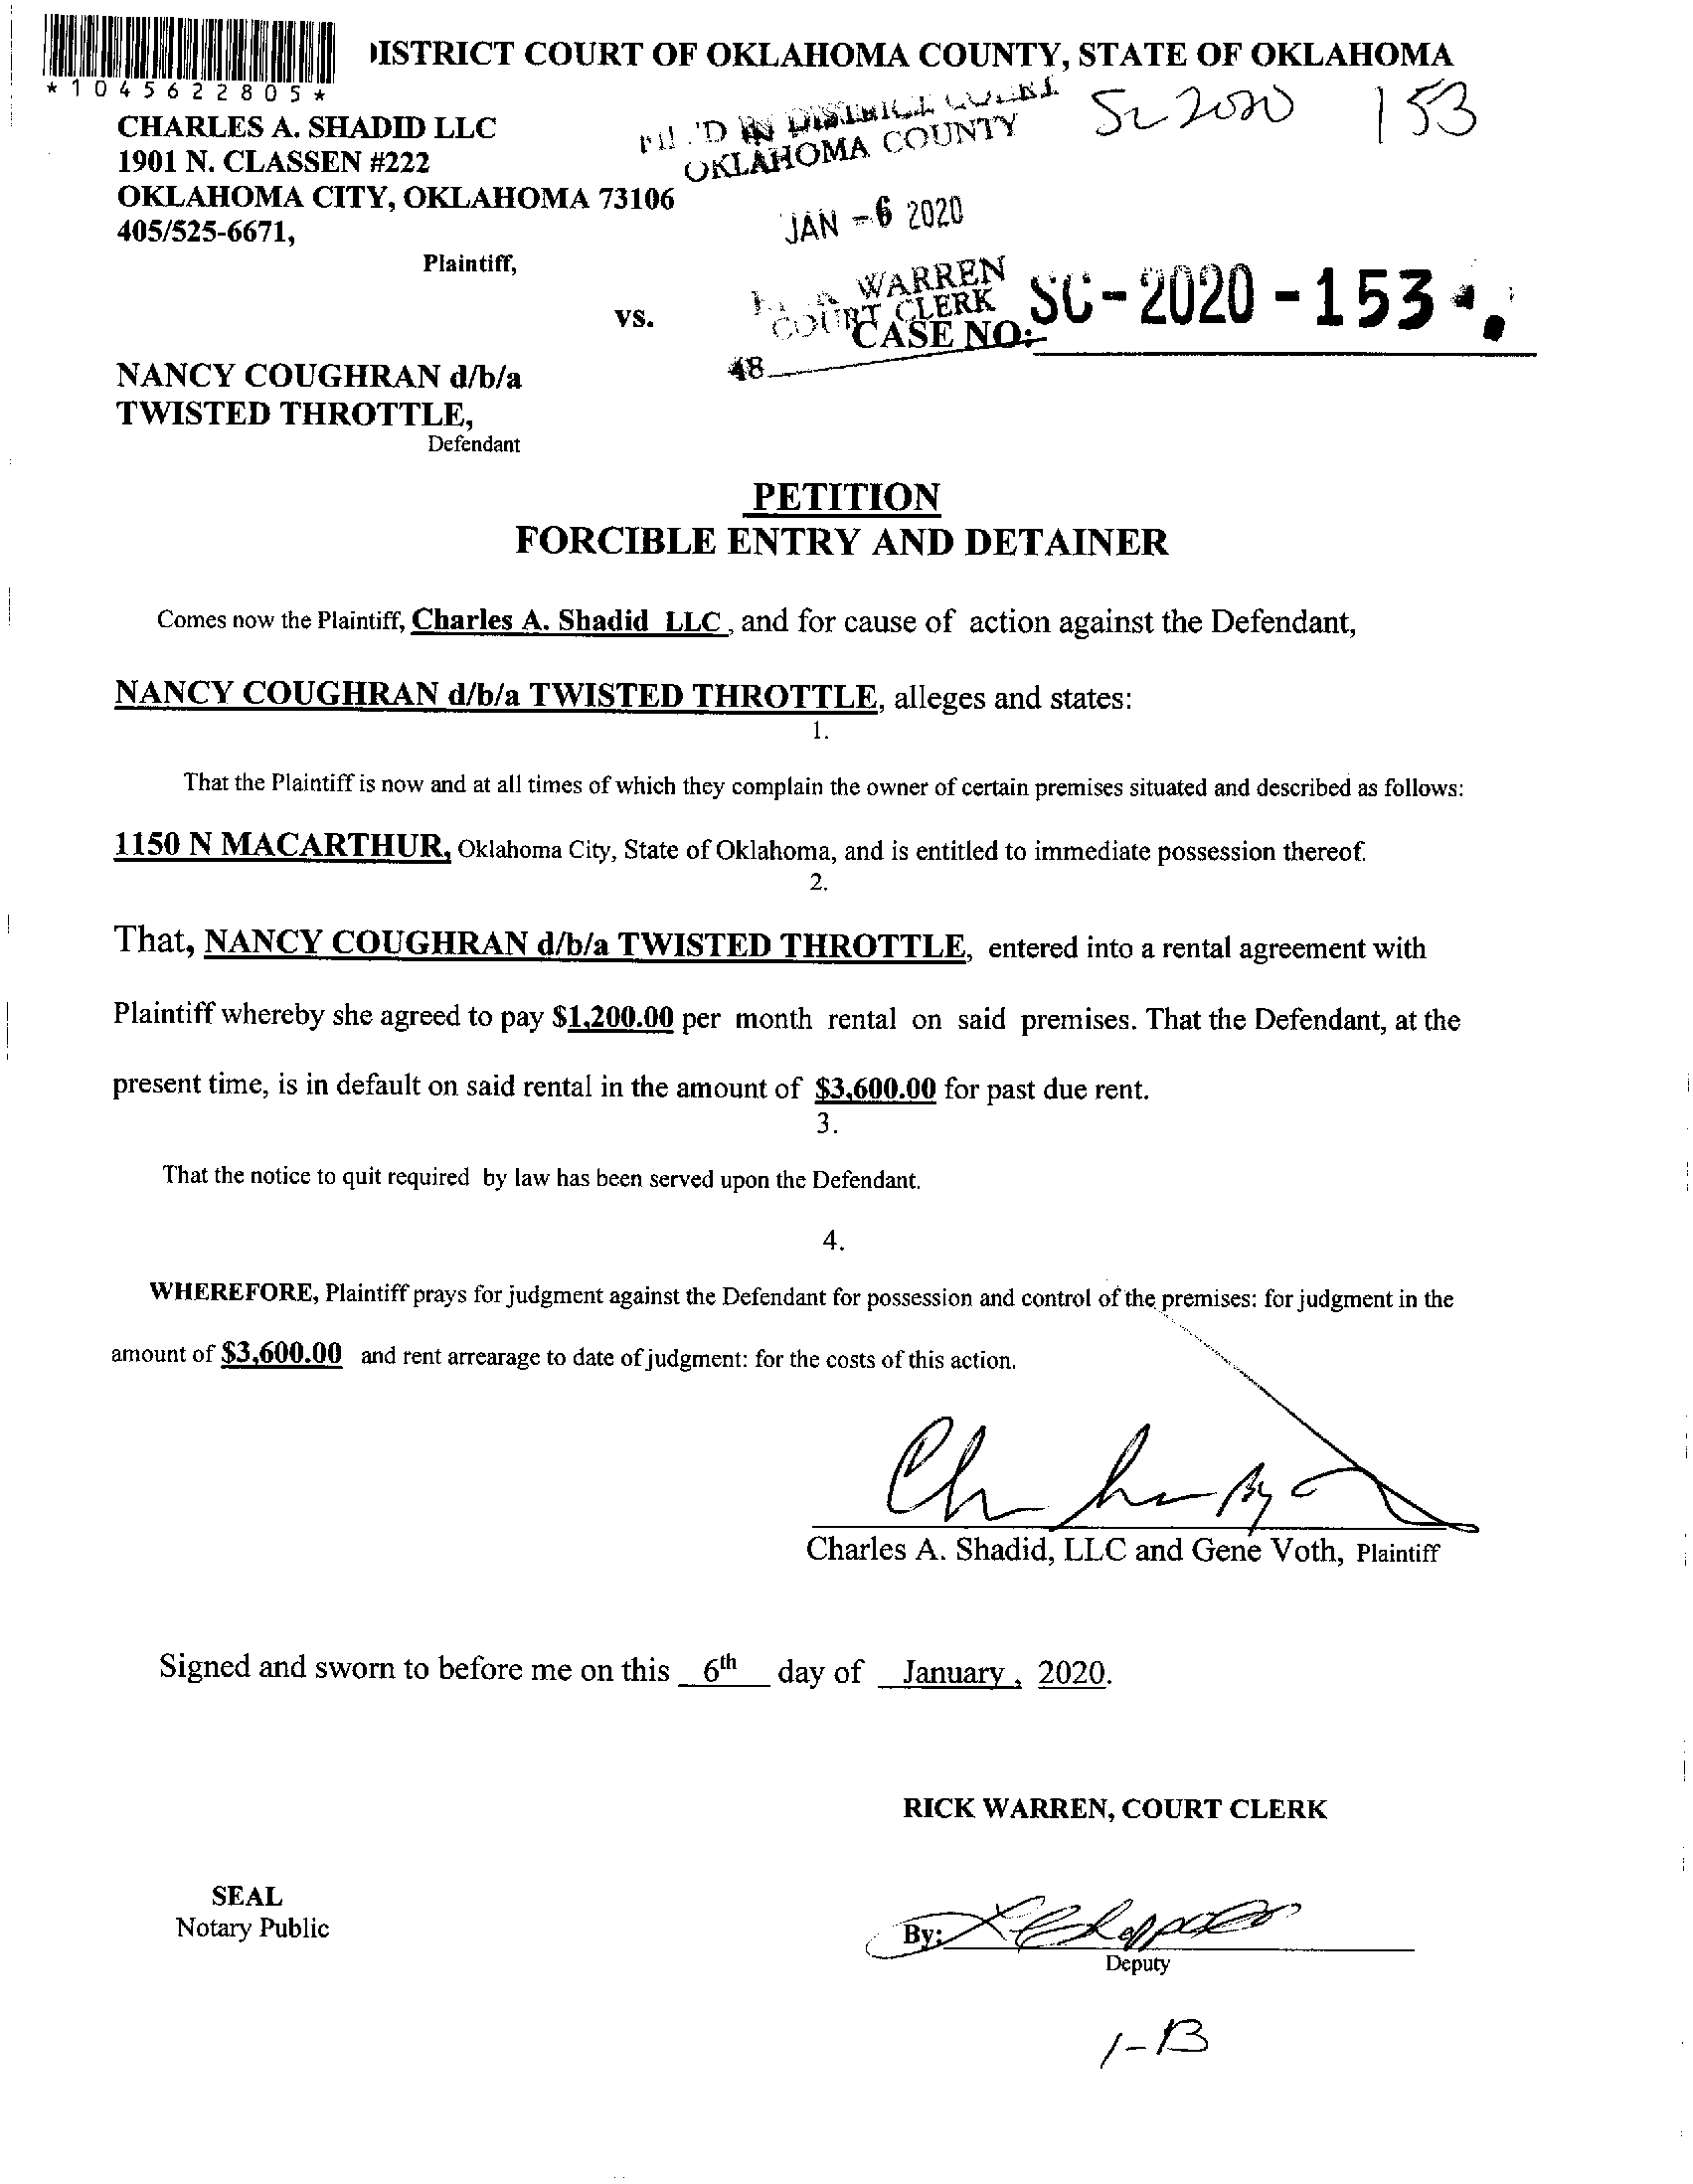 *1045622805*
DISTRICT COURT OF OKLAHOMA COUNTY, STATE OF OKLAHOMA
SC 2020 153
CHARLES A. SHADID LLC
1901 N. CLASSEN #222
OKLAHOMA CITY, OKLAHOMA 73106
405/525-6671,
Plaintiff,
IN DISTRICT COURT
OKLAHOMA COUNTY
JAN -6 2020
WARREN
COURT CLERK
vs.
CASE NO: SC-2020-153
48
NANCY COUGHRAN d/b/a
TWISTED THROTTLE,
Defendant
PETITION
FORCIBLE ENTRY AND DETAINER
Comes now the Plaintiff, Charles A. Shadid LLC, and for cause of action against the Defendant,
NANCY COUGHRAN d/b/a TWISTED THROTTLE, alleges and states:
1.
That the Plaintiff is now and at all times of which they complain the owner of certain premises situated and described as follows:
1150 N MACARTHUR, Oklahoma City, State of Oklahoma, and is entitled to immediate possession thereof.
2.
That, NANCY COUGHRAN d/b/a TWISTED THROTTLE, entered into a rental agreement with
Plaintiff whereby she agreed to pay $1,200.00 per month rental on said premises. That the Defendant, at the
present time, is in default on said rental in the amount of $3,600.00 for past due rent.
3.
That the notice to quit required by law has been served upon the Defendant.
4.
WHEREFORE, Plaintiff prays for judgment against the Defendant for possession and control of the premises: for judgment in the
amount of $3,600.00 and rent arrearage to date of judgment: for the costs of this action.
By
Charles A. Shadid, LLC and Gene Voth, Plaintiff
Signed and sworn to before me on this 6th day of January, 2020.
RICK WARREN, COURT CLERK
SEAL
Notary Public
By:
Deputy
1-B